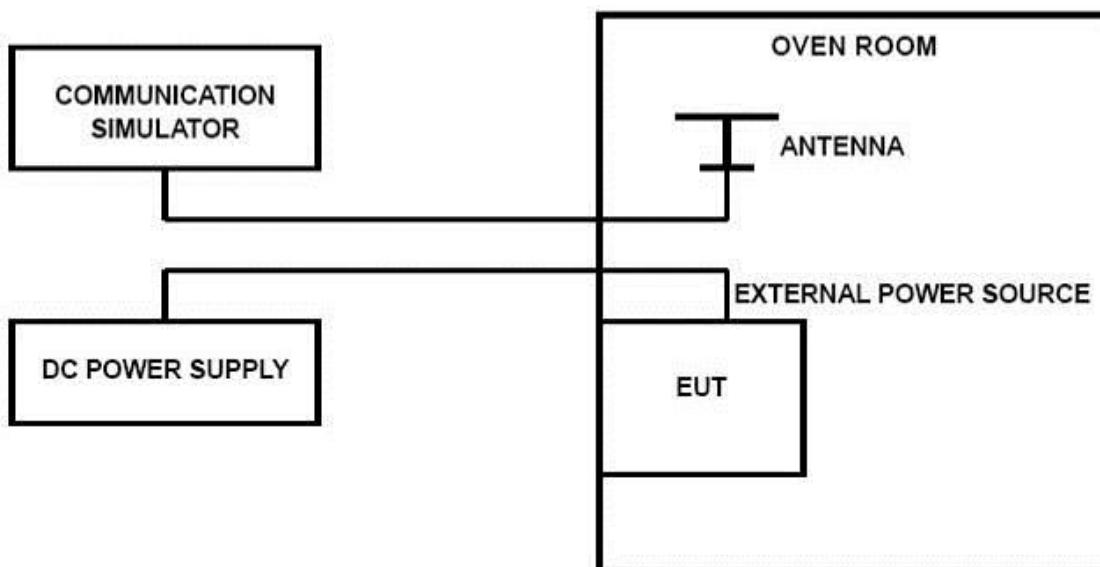 OVEN ROOM
COMMUNICATION
SIMULATOR
ANTENNA
EXTERNAL POWER SOURCE
DC POWER SUPPLY
EUT